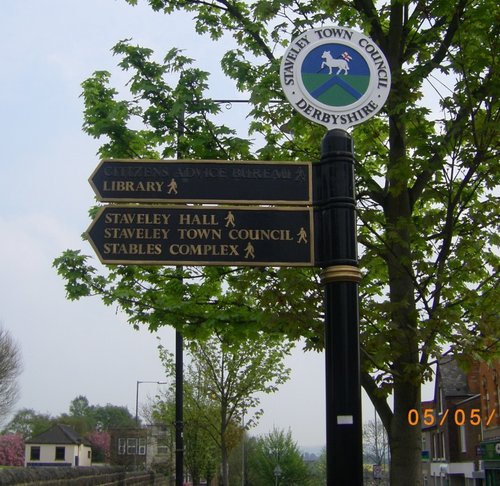 STAVELEY TOWN COUNCIL
· DERBYSHIRE ·
CITIZENS ADVICE BUREAU
LIBRARY
STAVELEY HALL
STAVELEY TOWN COUNCIL
STABLES COMPLEX
05/05/